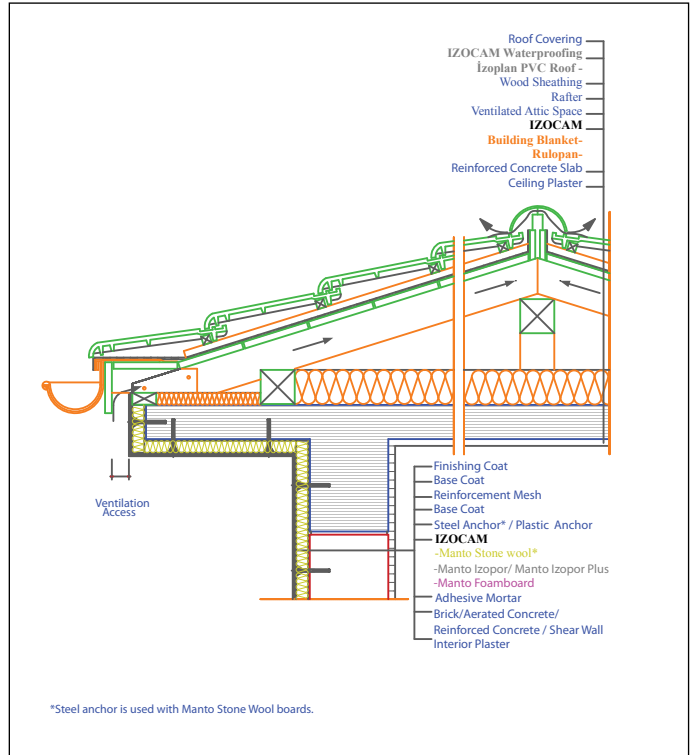 Roof Covering
IZOCAM Waterproofing
İzoplan PVC Roof -
Wood Sheathing
Rafter
Ventilated Attic Space
IZOCAM
Building Blanket-
Rulopan-
Reinforced Concrete Slab
Ceiling Plaster
Ventilation
Access
Finishing Coat
Base Coat
Reinforcement Mesh
Base Coat
Steel Anchor* / Plastic Anchor
IZOCAM
-Manto Stone wool*
-Manto Izopor/ Manto Izopor Plus
-Manto Foamboard
Adhesive Mortar
Brick/Aerated Concrete/
Reinforced Concrete / Shear Wall
Interior Plaster
*Steel anchor is used with Manto Stone Wool boards.